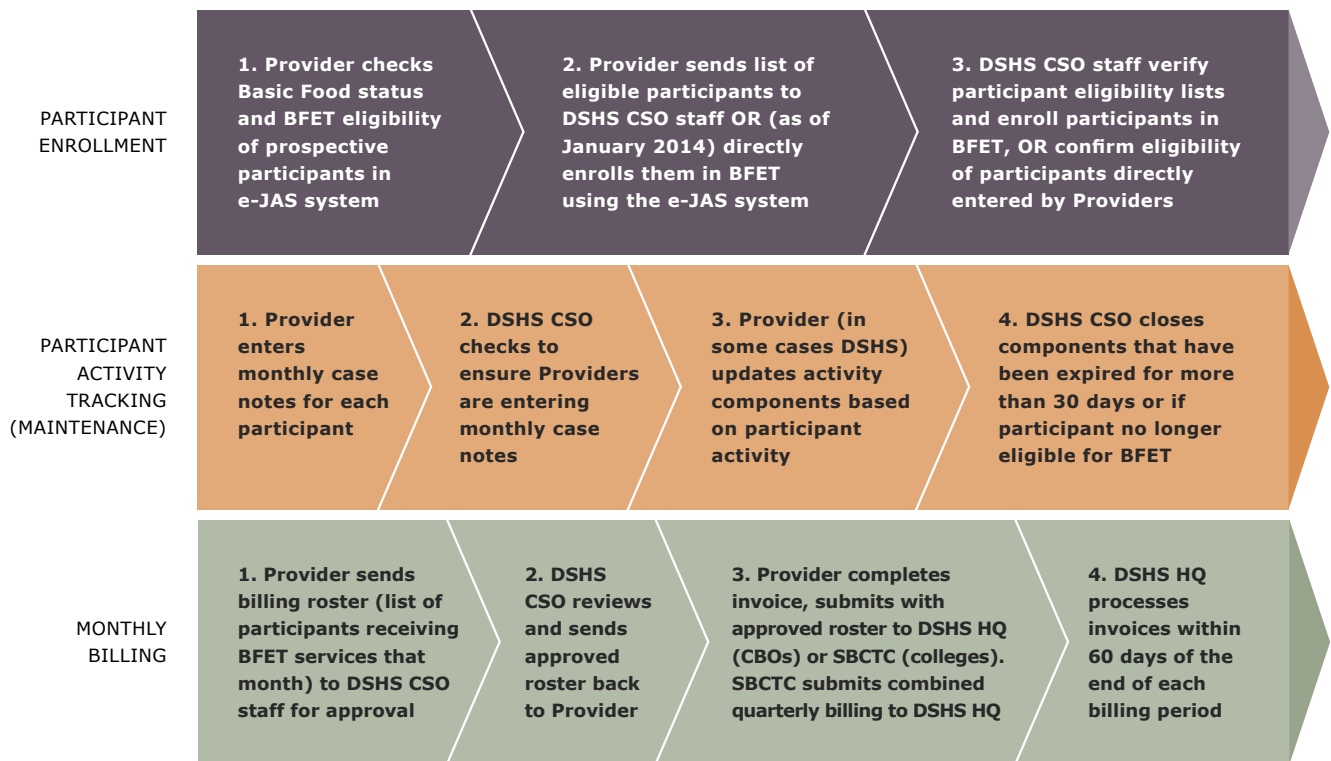 PARTICIPANT
ENROLLMENT
1. Provider checks
Basic Food status
and BFET eligibility
of prospective
participants in
e-JAS system
2. Provider sends list of
eligible participants to
DSHS CSO staff OR (as of
January 2014) directly
enrolls them in BFET
using the e-JAS system
3. DSHS CSO staff verify
participant eligibility lists
and enroll participants in
BFET, OR confirm eligibility
of participants directly
entered by Providers
PARTICIPANT
ACTIVITY
TRACKING
(MAINTENANCE)
1. Provider
enters
monthly case
notes for each
participant
2. DSHS CSO
checks to
ensure Providers
are entering
monthly case
notes
3. Provider (in
some cases DSHS)
updates activity
components based
on participant
activity
4. DSHS CSO closes
components that have
been expired for more
than 30 days or if
participant no longer
eligible for BFET
MONTHLY
BILLING
1. Provider sends
billing roster (list of
participants receiving
BFET services that
month) to DSHS CSO
staff for approval
2. DSHS
CSO reviews
and sends
approved
roster back
to Provider
3. Provider completes
invoice, submits with
approved roster to DSHS HQ
(CBOs) or SBCTC (colleges).
SBCTC submits combined
quarterly billing to DSHS HQ
4. DSHS HQ
processes
invoices within
60 days of the
end of each
billing period